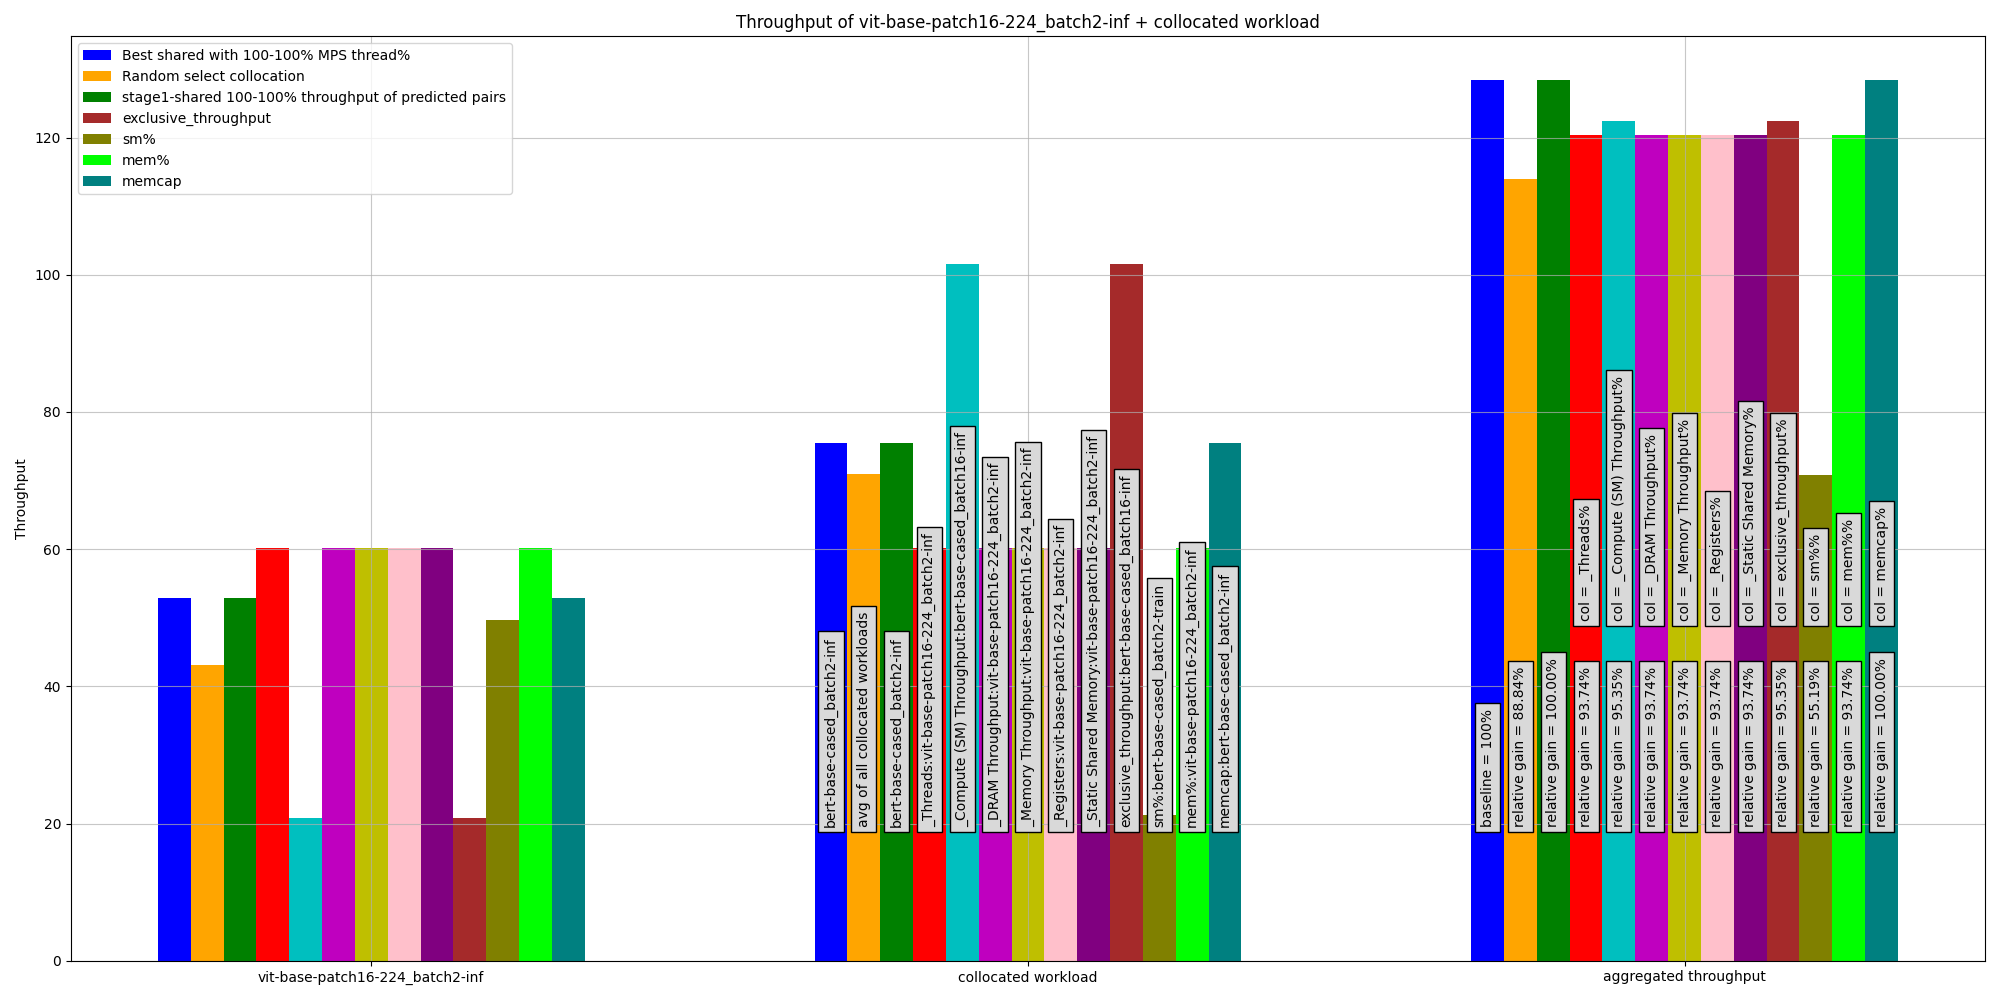 Throughput of vit-base-patch16-224_batch2-inf + collocated workload
Best shared with 100-100% MPS thread%
Random select collocation
stage1-shared 100-100% throughput of predicted pairs
exclusive_throughput
sm%
mem%
memcap
Throughput
120
100
80
60
40
20
0
bert-base-cased_batch2-inf
avg of all collocated workloads
bert-base-cased_batch2-inf
_Threads:vit-base-patch16-224_batch2-inf
_Compute (SM) Throughput:bert-base-cased_batch16-inf
_DRAM Throughput:vit-base-patch16-224_batch2-inf
_Memory Throughput:vit-base-patch16-224_batch2-inf
_Registers:vit-base-patch16-224_batch2-inf
_Static Shared Memory:vit-base-patch16-224_batch2-inf
exclusive_throughput:bert-base-cased_batch16-inf
sm%:bert-base-cased_batch2-train
mem%:vit-base-patch16-224_batch2-inf
memcap:bert-base-cased_batch2-inf
col = _Threads%
col = _Compute (SM) Throughput%
col = _DRAM Throughput%
col = _Memory Throughput%
col = _Registers%
col = _Static Shared Memory%
col = exclusive_throughput%
col = sm%%
col = mem%%
col = memcap%
baseline = 100%
relative gain = 88.84%
relative gain = 100.00%
relative gain = 93.74%
relative gain = 95.35%
relative gain = 93.74%
relative gain = 93.74%
relative gain = 93.74%
relative gain = 93.74%
relative gain = 95.35%
relative gain = 55.19%
relative gain = 93.74%
relative gain = 100.00%
vit-base-patch16-224_batch2-inf
collocated workload
aggregated throughput